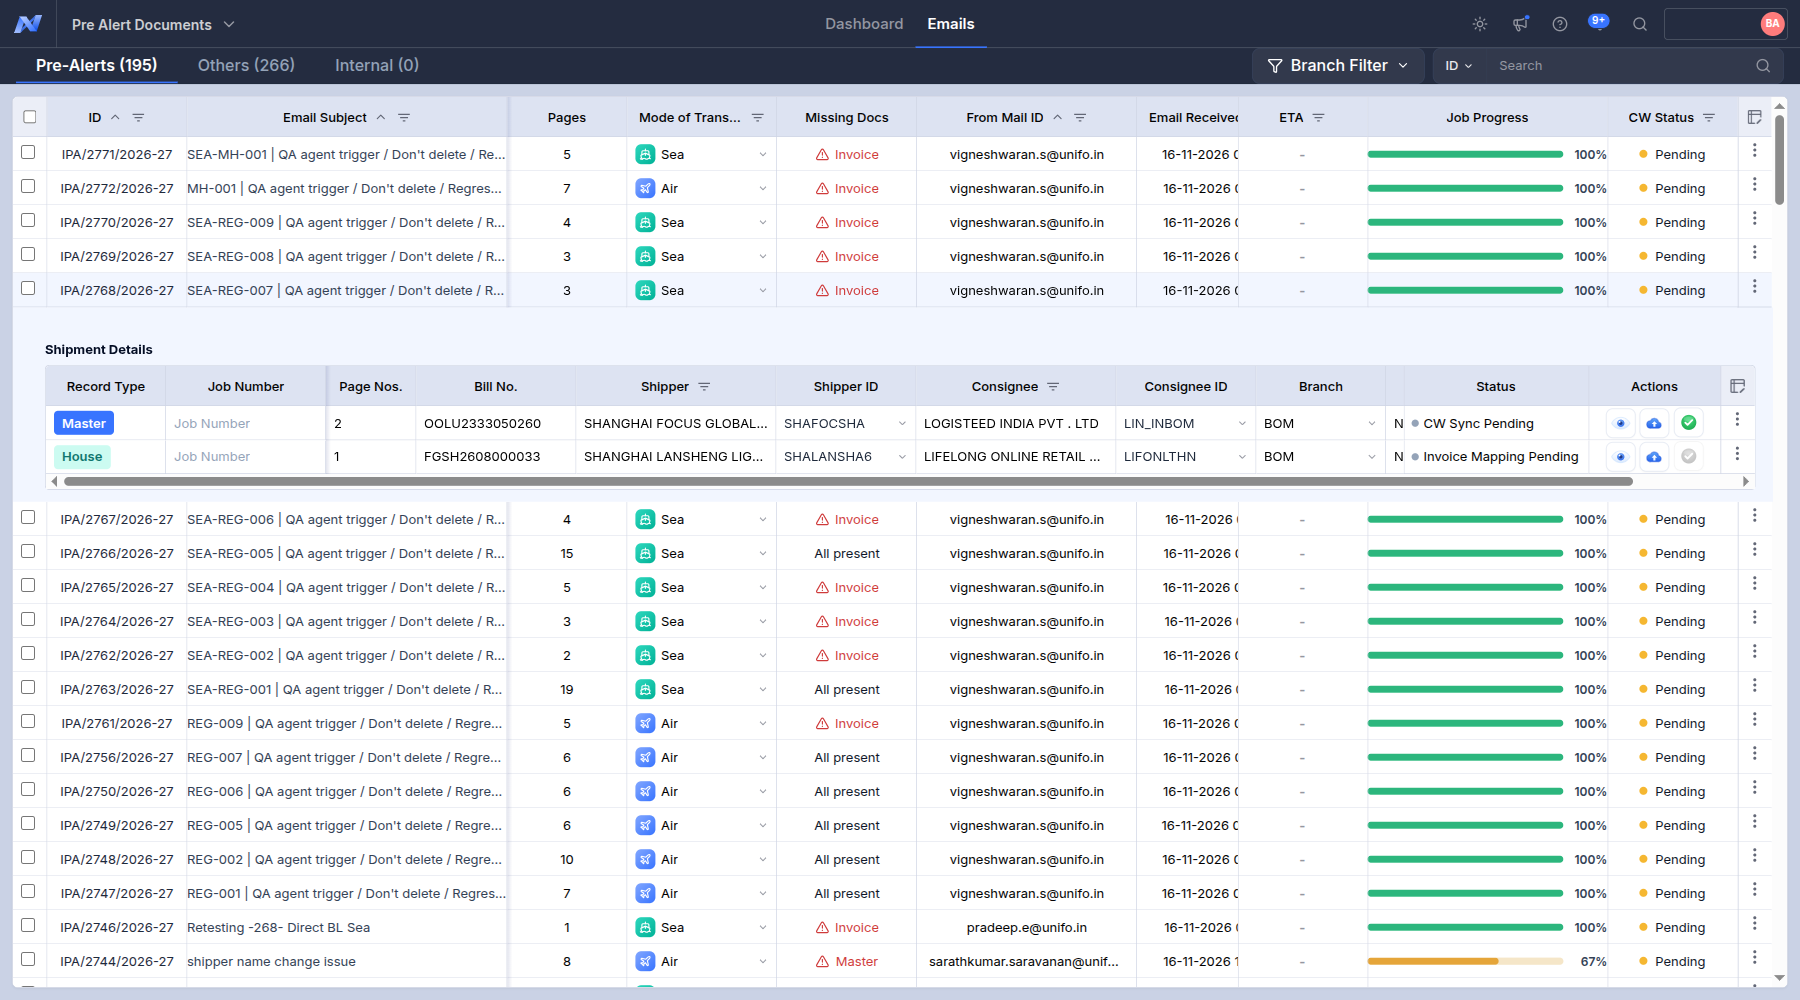 Pre Alert Documents
Dashboard Emails
9+
BA
Pre-Alerts (195) Others (266) Internal (0)
Branch Filter
ID Search
ID Email Subject Pages Mode of Trans... Missing Docs From Mail ID Email Received ETA Job Progress CW Status
IPA/2771/2026-27 SEA-MH-001 | QA agent trigger / Don't delete / Re... 5 Sea Invoice vigneshwaran.s@unifo.in 16-11-2026 - 100% Pending
IPA/2772/2026-27 MH-001 | QA agent trigger / Don't delete / Regres... 7 Air Invoice vigneshwaran.s@unifo.in 16-11-2026 - 100% Pending
IPA/2770/2026-27 SEA-REG-009 | QA agent trigger / Don't delete / R... 4 Sea Invoice vigneshwaran.s@unifo.in 16-11-2026 - 100% Pending
IPA/2769/2026-27 SEA-REG-008 | QA agent trigger / Don't delete / R... 3 Sea Invoice vigneshwaran.s@unifo.in 16-11-2026 - 100% Pending
IPA/2768/2026-27 SEA-REG-007 | QA agent trigger / Don't delete / R... 3 Sea Invoice vigneshwaran.s@unifo.in 16-11-2026 - 100% Pending
Shipment Details
Record Type Job Number Page Nos. Bill No. Shipper Shipper ID Consignee Consignee ID Branch Status Actions
Master Job Number 2 OOLU2333050260 SHANGHAI FOCUS GLOBAL... SHAFOCSHA LOGISTEED INDIA PVT . LTD LIN_INBOM BOM N CW Sync Pending
House Job Number 1 FGSH2608000033 SHANGHAI LANSHENG LIG... SHALANSHA6 LIFELONG ONLINE RETAIL ... LIFONLTHN BOM N Invoice Mapping Pending
IPA/2767/2026-27 SEA-REG-006 | QA agent trigger / Don't delete / R... 4 Sea Invoice vigneshwaran.s@unifo.in 16-11-2026 - 100% Pending
IPA/2766/2026-27 SEA-REG-005 | QA agent trigger / Don't delete / R... 15 Sea All present vigneshwaran.s@unifo.in 16-11-2026 - 100% Pending
IPA/2765/2026-27 SEA-REG-004 | QA agent trigger / Don't delete / R... 5 Sea Invoice vigneshwaran.s@unifo.in 16-11-2026 - 100% Pending
IPA/2764/2026-27 SEA-REG-003 | QA agent trigger / Don't delete / R... 3 Sea Invoice vigneshwaran.s@unifo.in 16-11-2026 - 100% Pending
IPA/2762/2026-27 SEA-REG-002 | QA agent trigger / Don't delete / R... 2 Sea Invoice vigneshwaran.s@unifo.in 16-11-2026 - 100% Pending
IPA/2763/2026-27 SEA-REG-001 | QA agent trigger / Don't delete / R... 19 Sea All present vigneshwaran.s@unifo.in 16-11-2026 - 100% Pending
IPA/2761/2026-27 REG-009 | QA agent trigger / Don't delete / Regre... 5 Air Invoice vigneshwaran.s@unifo.in 16-11-2026 - 100% Pending
IPA/2756/2026-27 REG-007 | QA agent trigger / Don't delete / Regre... 6 Air All present vigneshwaran.s@unifo.in 16-11-2026 - 100% Pending
IPA/2750/2026-27 REG-006 | QA agent trigger / Don't delete / Regre... 6 Air All present vigneshwaran.s@unifo.in 16-11-2026 - 100% Pending
IPA/2749/2026-27 REG-005 | QA agent trigger / Don't delete / Regre... 6 Air All present vigneshwaran.s@unifo.in 16-11-2026 - 100% Pending
IPA/2748/2026-27 REG-002 | QA agent trigger / Don't delete / Regre... 10 Air All present vigneshwaran.s@unifo.in 16-11-2026 - 100% Pending
IPA/2747/2026-27 REG-001 | QA agent trigger / Don't delete / Regres... 7 Air All present vigneshwaran.s@unifo.in 16-11-2026 - 100% Pending
IPA/2746/2026-27 Retesting -268- Direct BL Sea 1 Sea Invoice pradeep.e@unifo.in 16-11-2026 - 100% Pending
IPA/2744/2026-27 shipper name change issue 8 Air Master sarathkumar.saravanan@unif... 16-11-2026 - 67% Pending